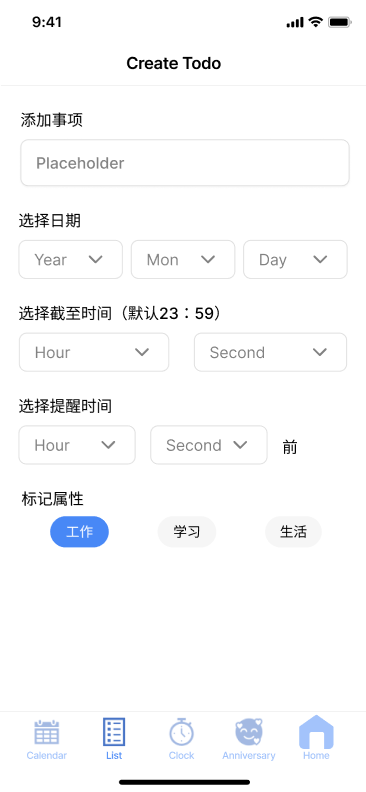 9:41
Create Todo
添加事项
Placeholder
选择日期
Year Mon Day
选择截至时间（默认23：59）
Hour Second
选择提醒时间
Hour Second 前
标记属性
工作 学习 生活
Calendar List Clock Anniversary Home